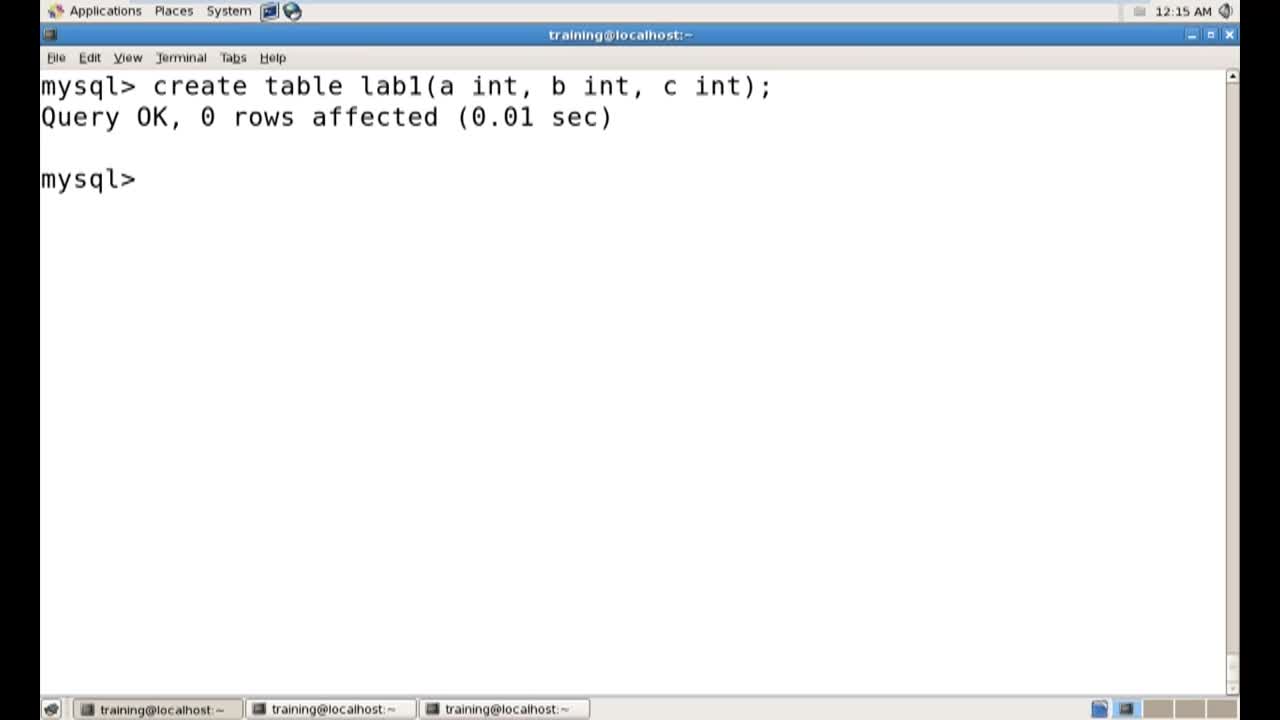 Applications Places System 12:15 AM
training@localhost:~
File Edit View Terminal Tabs Help
mysql> create table lab1(a int, b int, c int);
Query OK, 0 rows affected (0.01 sec)
mysql>
training@localhost:~ training@localhost:~ training@localhost:~